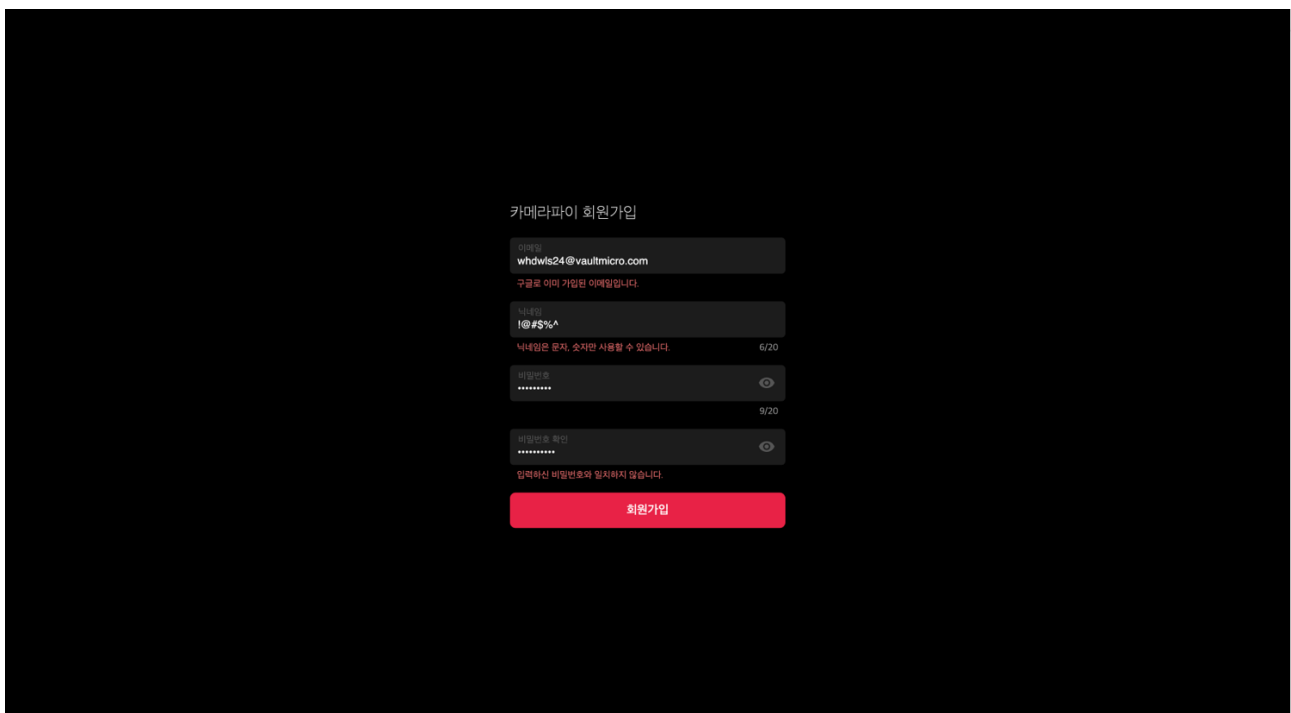 카메라파이 회원가입
이메일
whdwls24@vaultmicro.com
구글로 이미 가입된 이메일입니다.
닉네임
!@#$%^
닉네임은 문자, 숫자만 사용할 수 있습니다.
6/20
비밀번호
•••••••••
9/20
비밀번호 확인
••••••••••
입력하신 비밀번호와 일치하지 않습니다.
회원가입